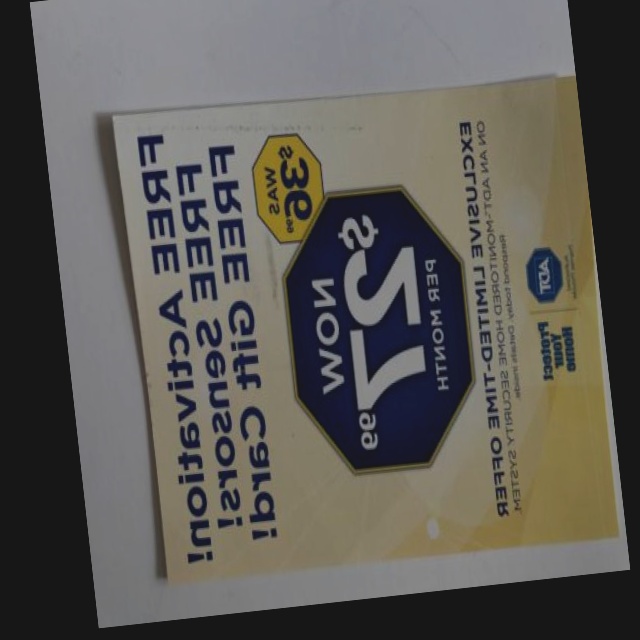 ADT
PROTECT
YOUR
HOUSE
EXCLUSIVE LIMITED-TIME OFFER
ON AN ADT-MONITORED HOME SECURITY SYSTEM
WAS
$36.99
NOW
$27.99
PER MONTH
FREE Gift Card!
FREE Sensors!
FREE Activation!